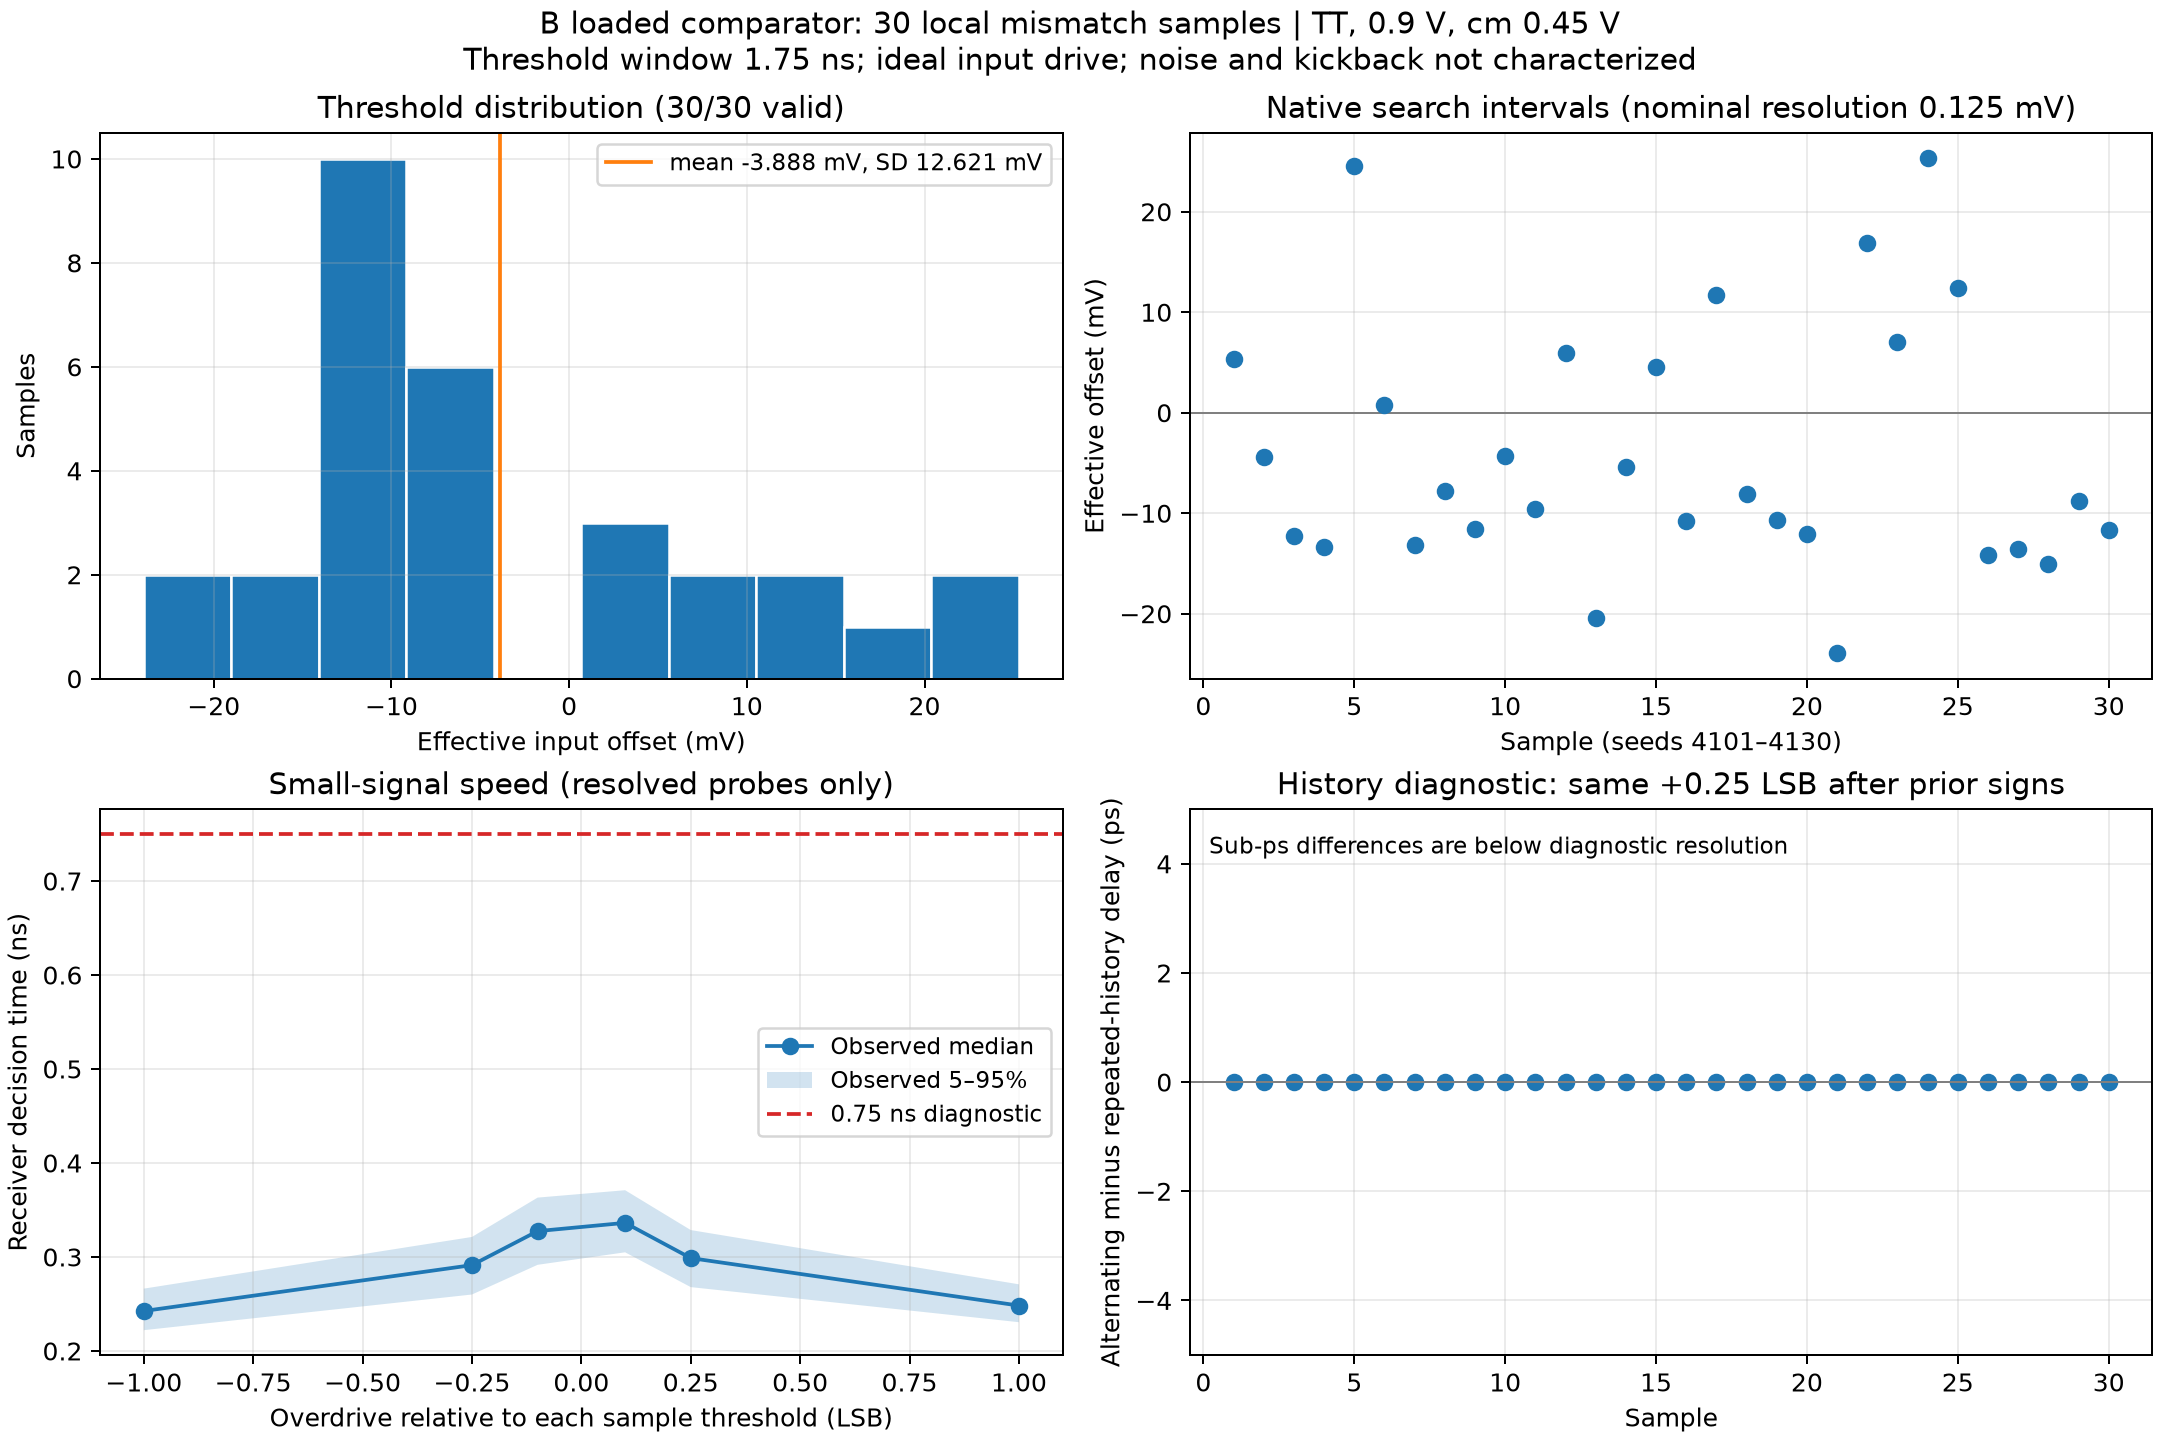 B loaded comparator: 30 local mismatch samples | TT, 0.9 V, cm 0.45 V
Threshold window 1.75 ns; ideal input drive; noise and kickback not characterized
Threshold distribution (30/30 valid)
mean -3.888 mV, SD 12.621 mV
Samples
10
8
6
4
2
0
−20
−10
0
10
20
Effective input offset (mV)
Native search intervals (nominal resolution 0.125 mV)
Effective offset (mV)
20
10
0
−10
−20
0
5
10
15
20
25
30
Sample (seeds 4101–4130)
Small-signal speed (resolved probes only)
Receiver decision time (ns)
0.7
0.6
0.5
0.4
0.3
0.2
Observed median
Observed 5–95%
0.75 ns diagnostic
−1.00
−0.75
−0.50
−0.25
0.00
0.25
0.50
0.75
1.00
Overdrive relative to each sample threshold (LSB)
History diagnostic: same +0.25 LSB after prior signs
Sub-ps differences are below diagnostic resolution
Alternating minus repeated-history delay (ps)
4
2
0
−2
−4
0
5
10
15
20
25
30
Sample